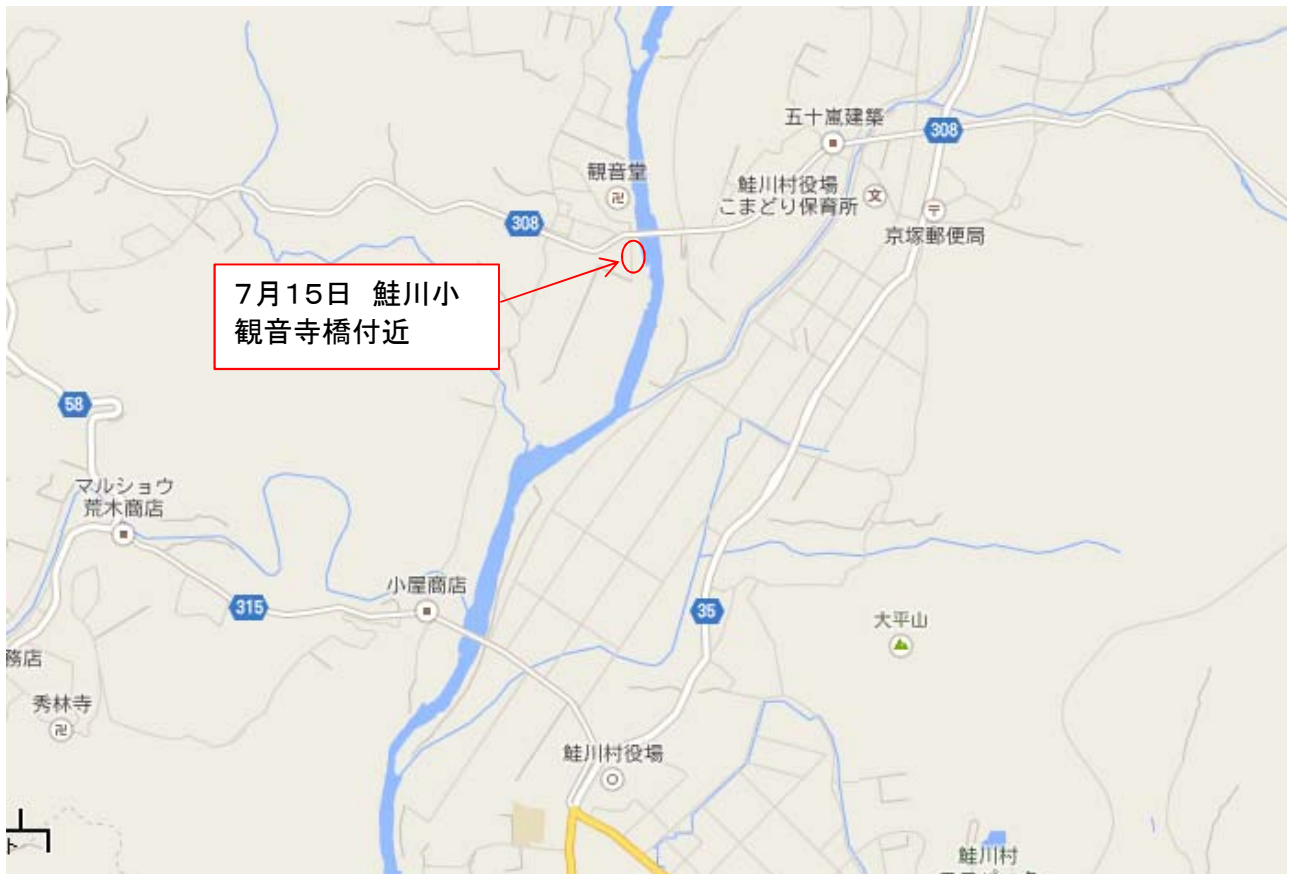 五十嵐建築
308
観音堂
鮭川村役場
こまどり保育所
文
〒
京塚郵便局
308
7月15日 鮭川小
観音寺橋付近
58
マルショウ
荒木商店
小屋商店
315
35
大平山
務店
秀林寺
鮭川村役場
ト
鮭川村